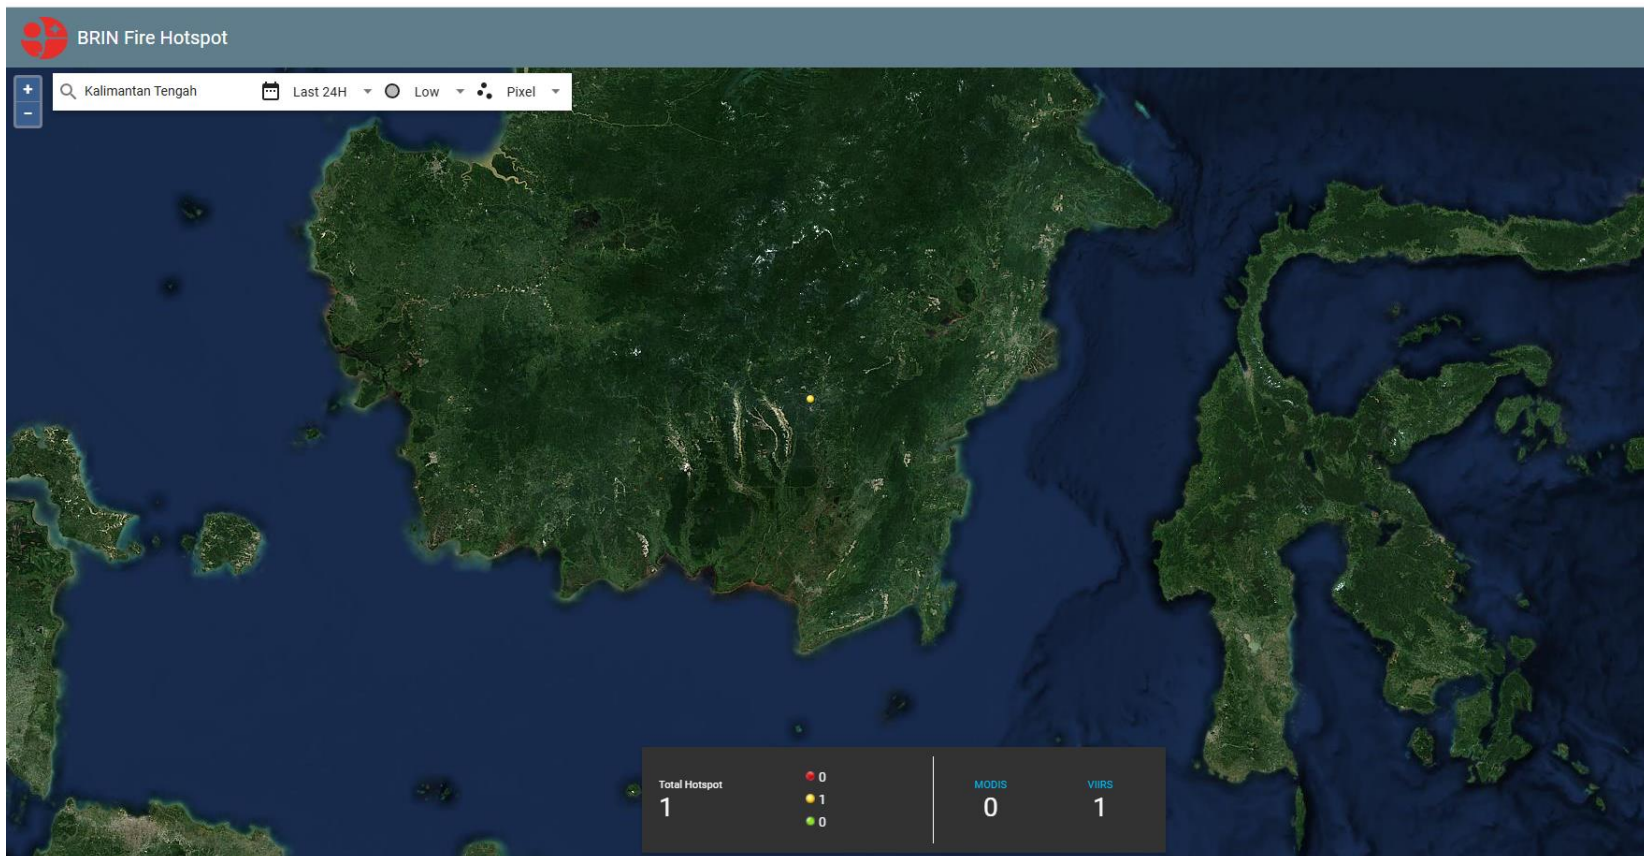 BRIN Fire Hotspot
+
Kalimantan Tengah Last 24H Low Pixel
−
Total Hotspot
1
0
1
0
MODIS
0
VIIRS
1